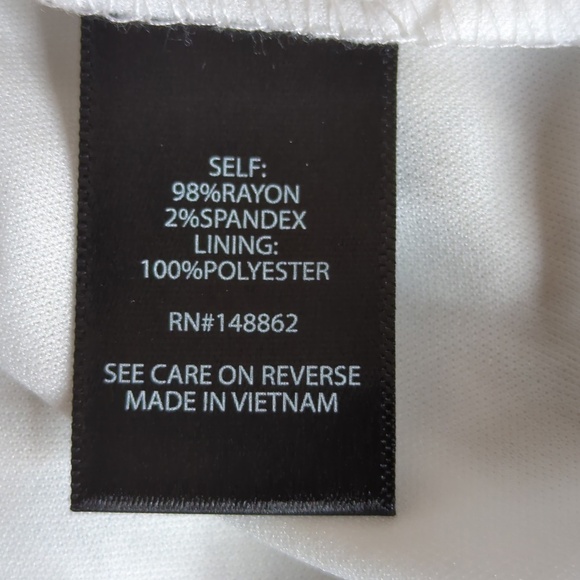 SELF:
98%RAYON
2%SPANDEX
LINING:
100%POLYESTER
RN#148862
SEE CARE ON REVERSE
MADE IN VIETNAM